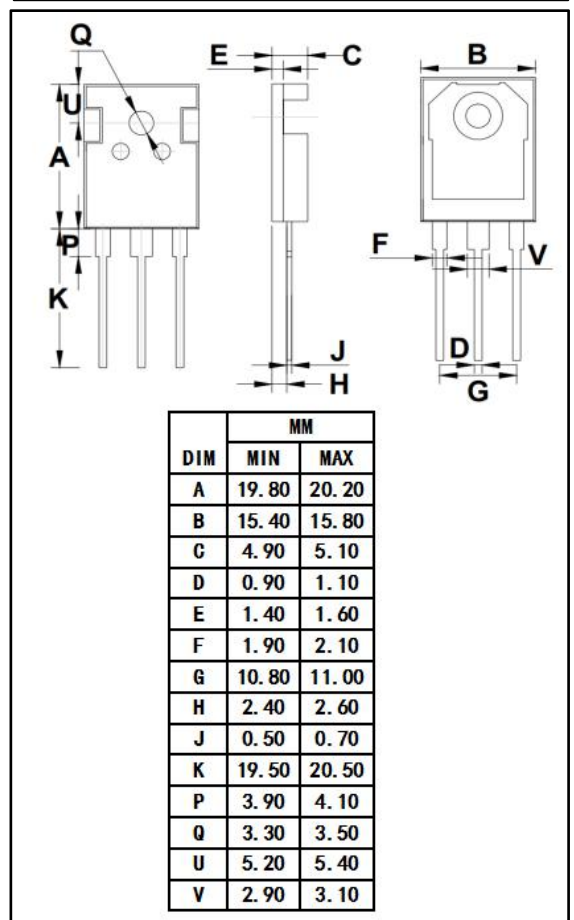 Q
E C B
U
A
P F V
K
J D
H G
MM
DIM MIN MAX
A 19.80 20.20
B 15.40 15.80
C 4.90 5.10
D 0.90 1.10
E 1.40 1.60
F 1.90 2.10
G 10.80 11.00
H 2.40 2.60
J 0.50 0.70
K 19.50 20.50
P 3.90 4.10
Q 3.30 3.50
U 5.20 5.40
V 2.90 3.10